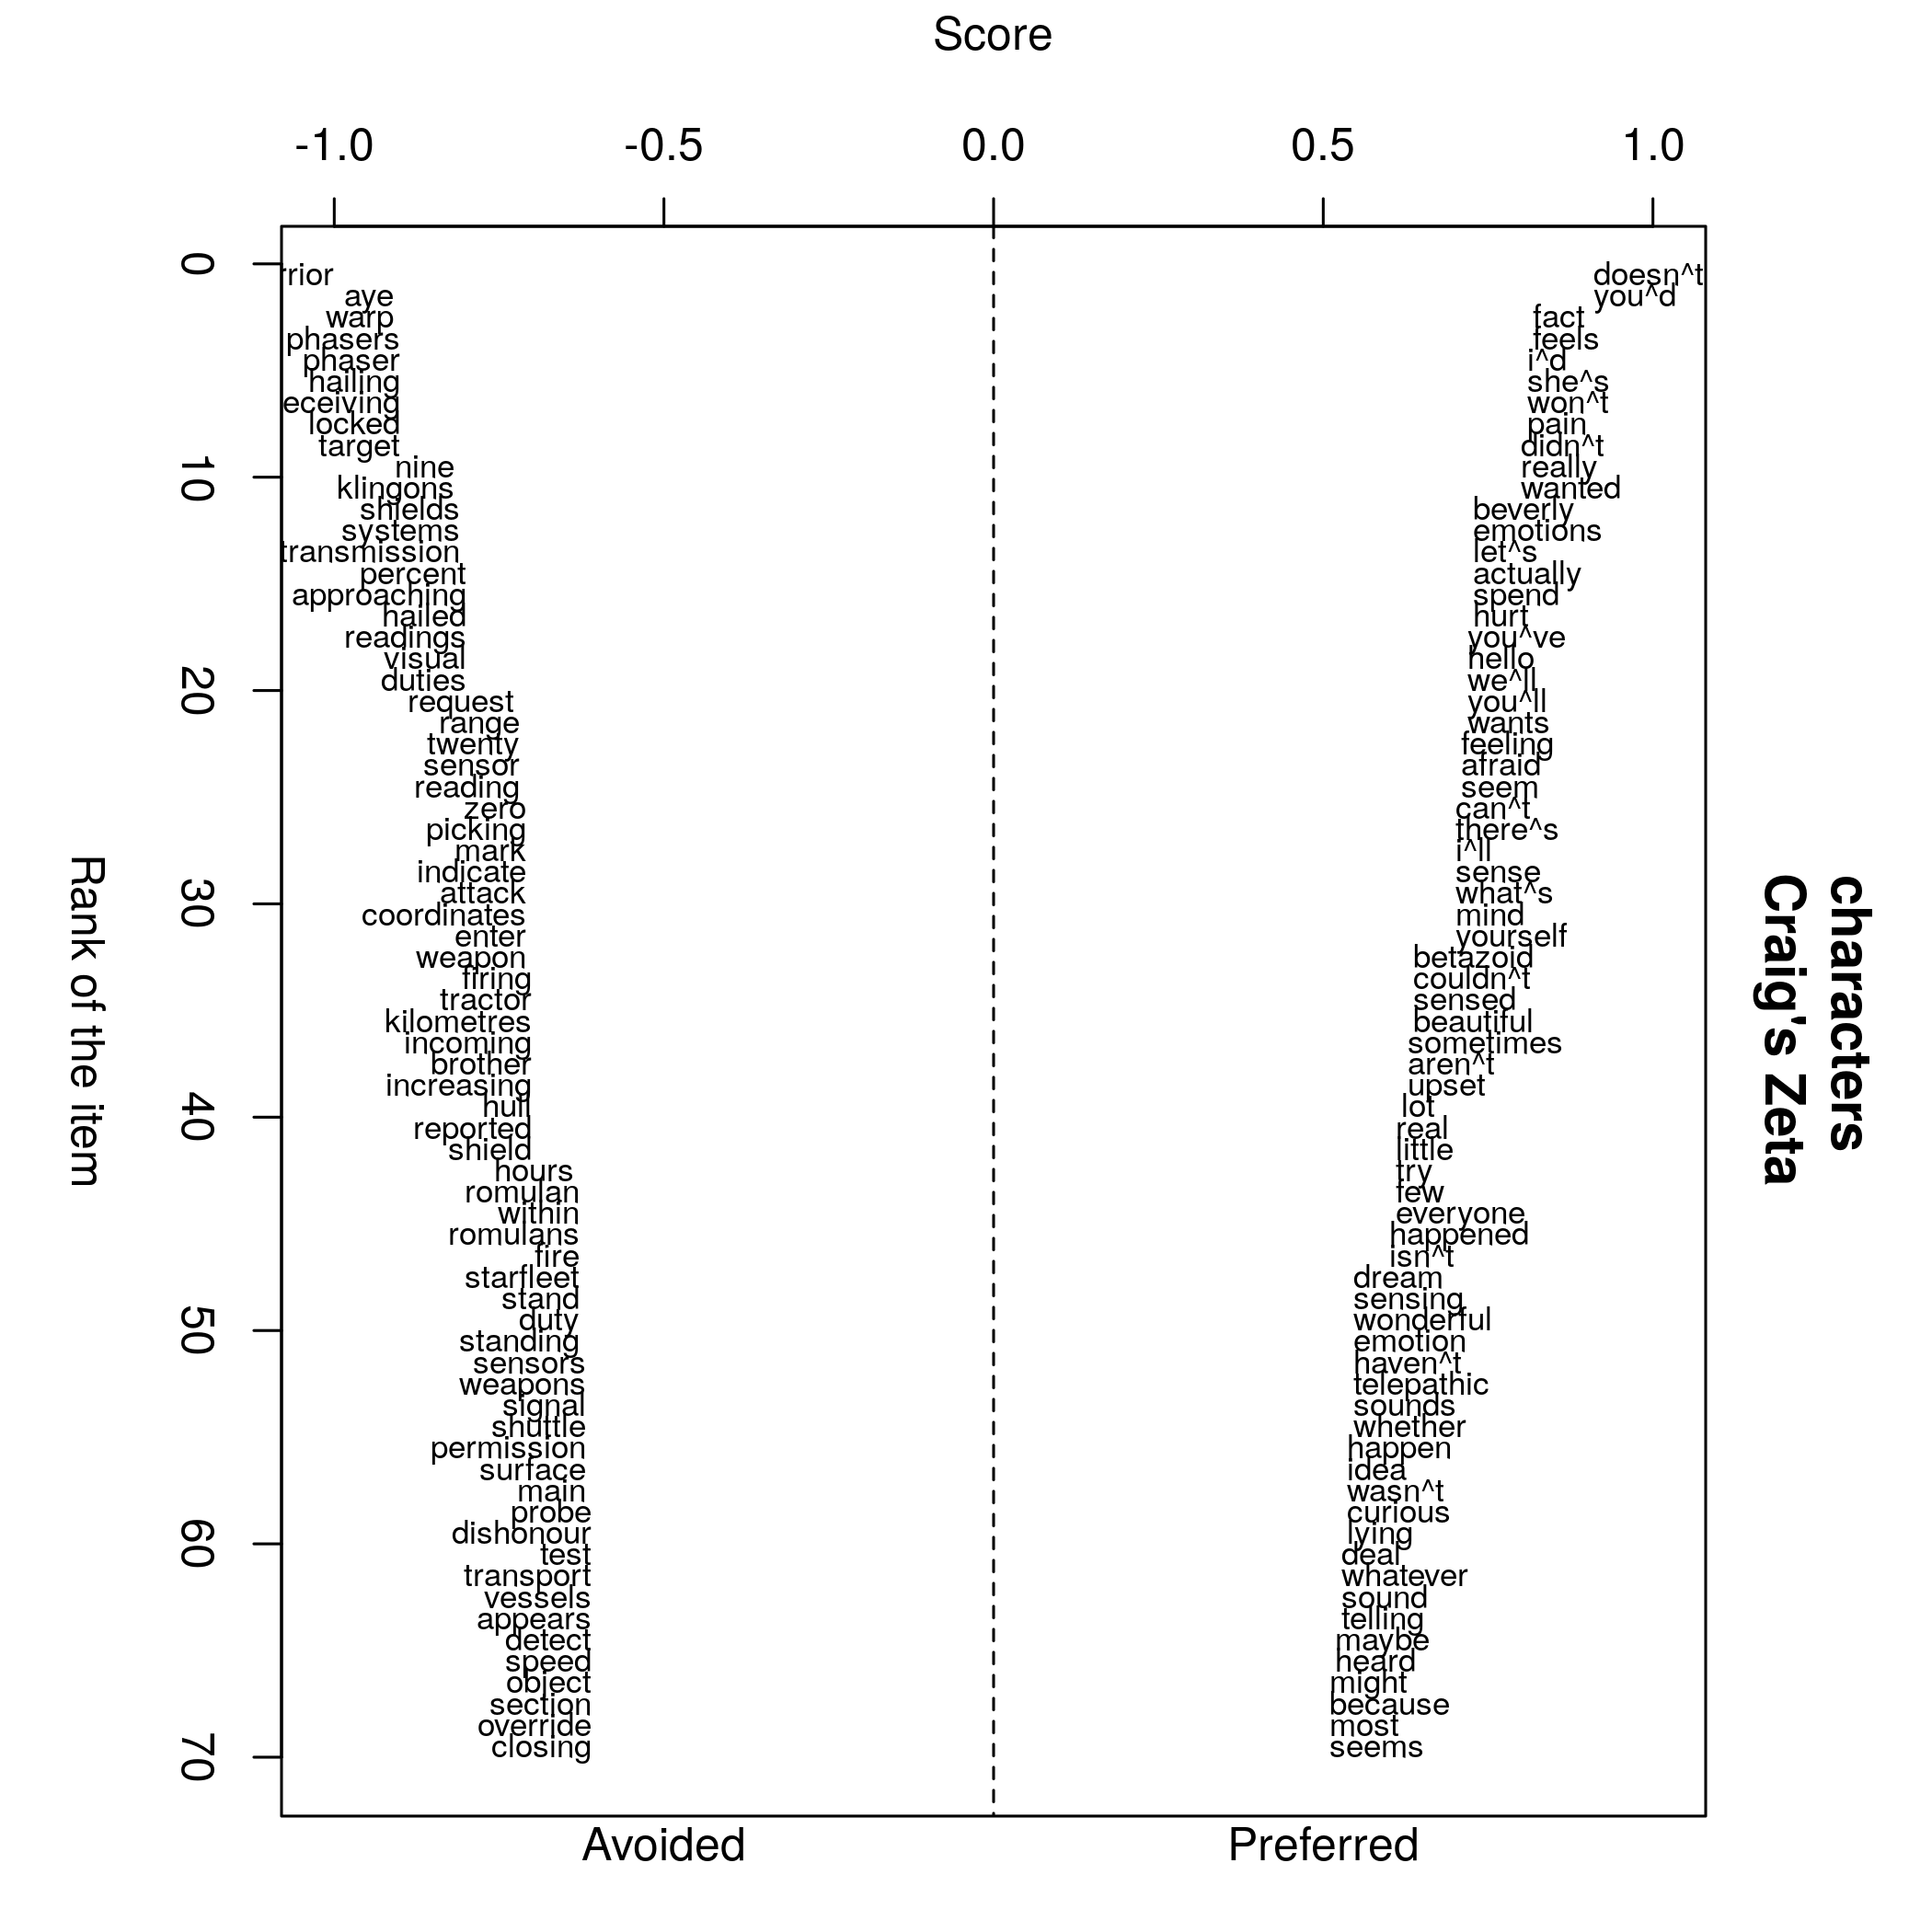 Score
-1.0 -0.5 0.0 0.5 1.0
characters
Craig's Zeta
Rank of the item
0
10
20
30
40
50
60
70
rrior
aye
warp
phasers
phaser
hailing
eceiving
locked
target
nine
klingons
shields
systems
transmission
percent
approaching
hailed
readings
visual
duties
request
range
twenty
sensor
reading
zero
picking
mark
indicate
attack
coordinates
enter
weapon
firing
tractor
kilometres
incoming
brother
increasing
hull
reported
shield
hours
romulan
within
romulans
fire
starfleet
stand
duty
standing
sensors
weapons
signal
shuttle
permission
surface
main
probe
dishonour
test
transport
vessels
appears
detect
speed
object
section
override
closing
doesn^t
you^d
fact
feels
i^d
she^s
won^t
pain
didn^t
really
wanted
beverly
emotions
let^s
actually
spend
hurt
you^ve
hello
we^ll
you^ll
wants
feeling
afraid
seem
can^t
there^s
i^ll
sense
what^s
mind
yourself
betazoid
couldn^t
sensed
beautiful
sometimes
aren^t
upset
lot
real
little
try
few
everyone
happened
isn^t
dream
sensing
wonderful
emotion
haven^t
telepathic
sounds
whether
happen
idea
wasn^t
curious
lying
deal
whatever
sound
telling
maybe
heard
might
because
most
seems
Avoided Preferred